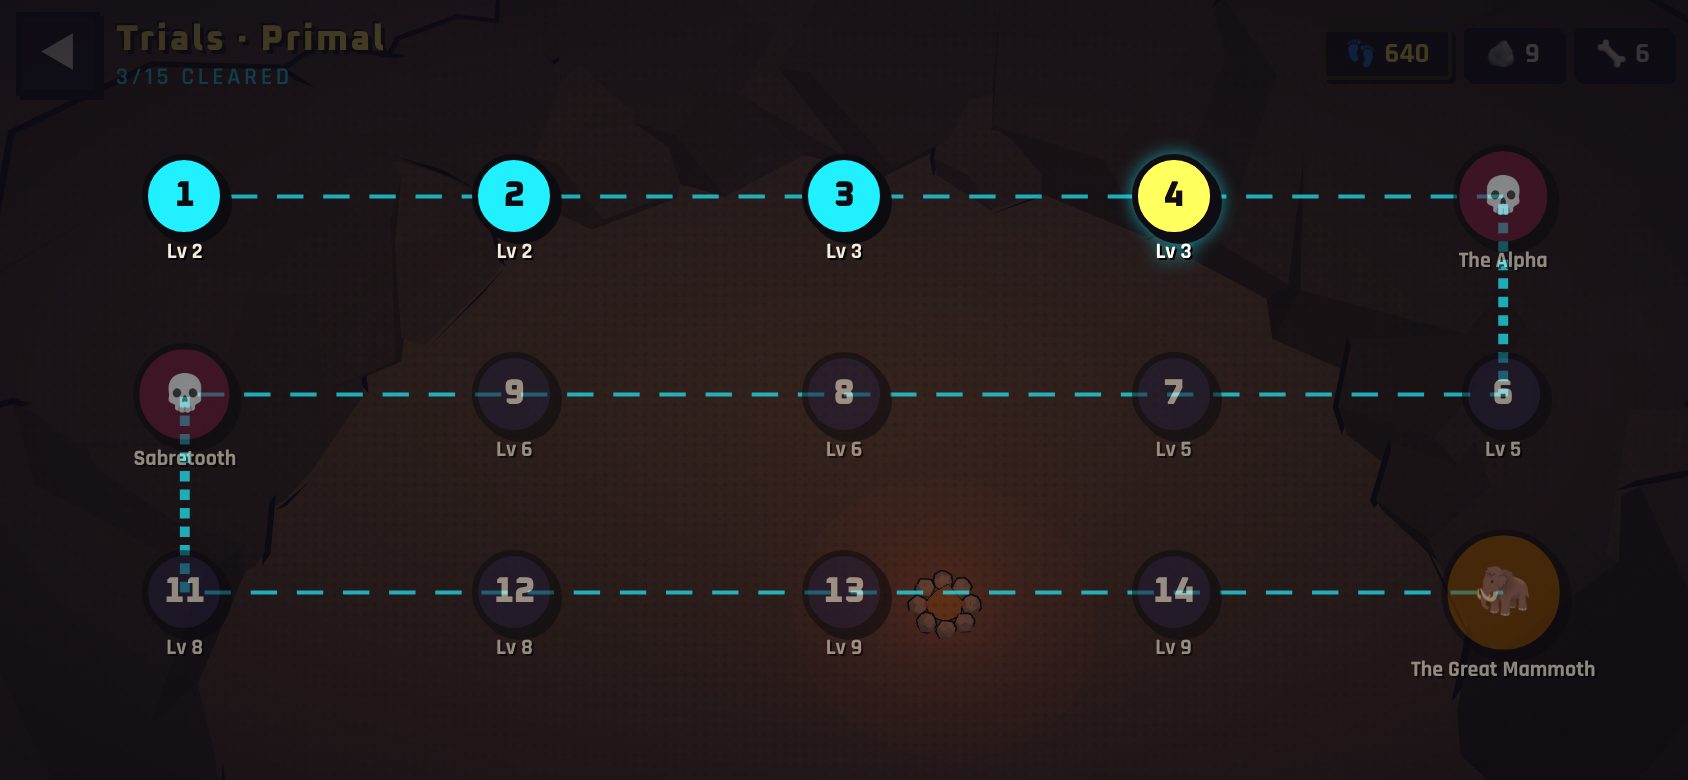 Trials · Primal
3/15 CLEARED
640
9
6
1
2
3
4
Lv 2
Lv 2
Lv 3
Lv 3
The Alpha
9
8
7
6
Sabretooth
Lv 6
Lv 6
Lv 5
Lv 5
11
12
13
14
Lv 8
Lv 8
Lv 9
Lv 9
The Great Mammoth